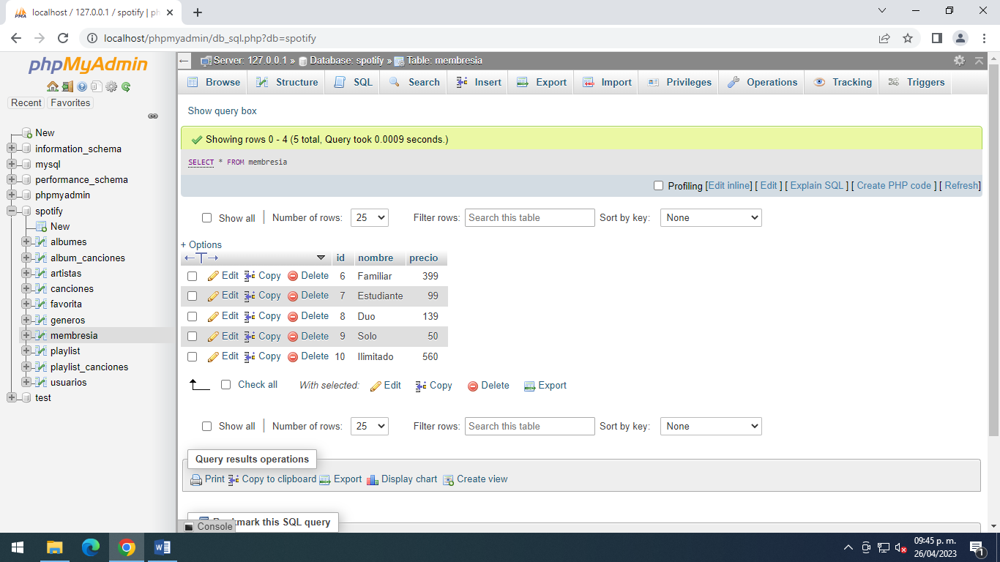 localhost / 127.0.0.1 / spotify | ph
localhost/phpmyadmin/db_sql.php?db=spotify
phpMyAdmin
Recent Favorites
New
information_schema
mysql
performance_schema
phpmyadmin
spotify
New
albumes
album_canciones
artistas
canciones
favorita
generos
membresia
playlist
playlist_canciones
usuarios
test
Server: 127.0.0.1 » Database: spotify » Table: membresia
Browse Structure SQL Search Insert Export Import Privileges Operations Tracking Triggers
Show query box
Showing rows 0 - 4 (5 total, Query took 0.0009 seconds.)
SELECT * FROM membresia
Profiling [Edit inline] [ Edit ] [ Explain SQL ] [ Create PHP code ] [ Refresh]
Show all Number of rows: 25 Filter rows: Search this table Sort by key: None
+ Options
id nombre precio
Edit Copy Delete 6 Familiar 399
Edit Copy Delete 7 Estudiante 99
Edit Copy Delete 8 Duo 139
Edit Copy Delete 9 Solo 50
Edit Copy Delete 10 Ilimitado 560
Check all With selected: Edit Copy Delete Export
Show all Number of rows: 25 Filter rows: Search this table Sort by key: None
Query results operations
Print Copy to clipboard Export Display chart Create view
this SQL query
Console
09:45 p. m.
26/04/2023
1